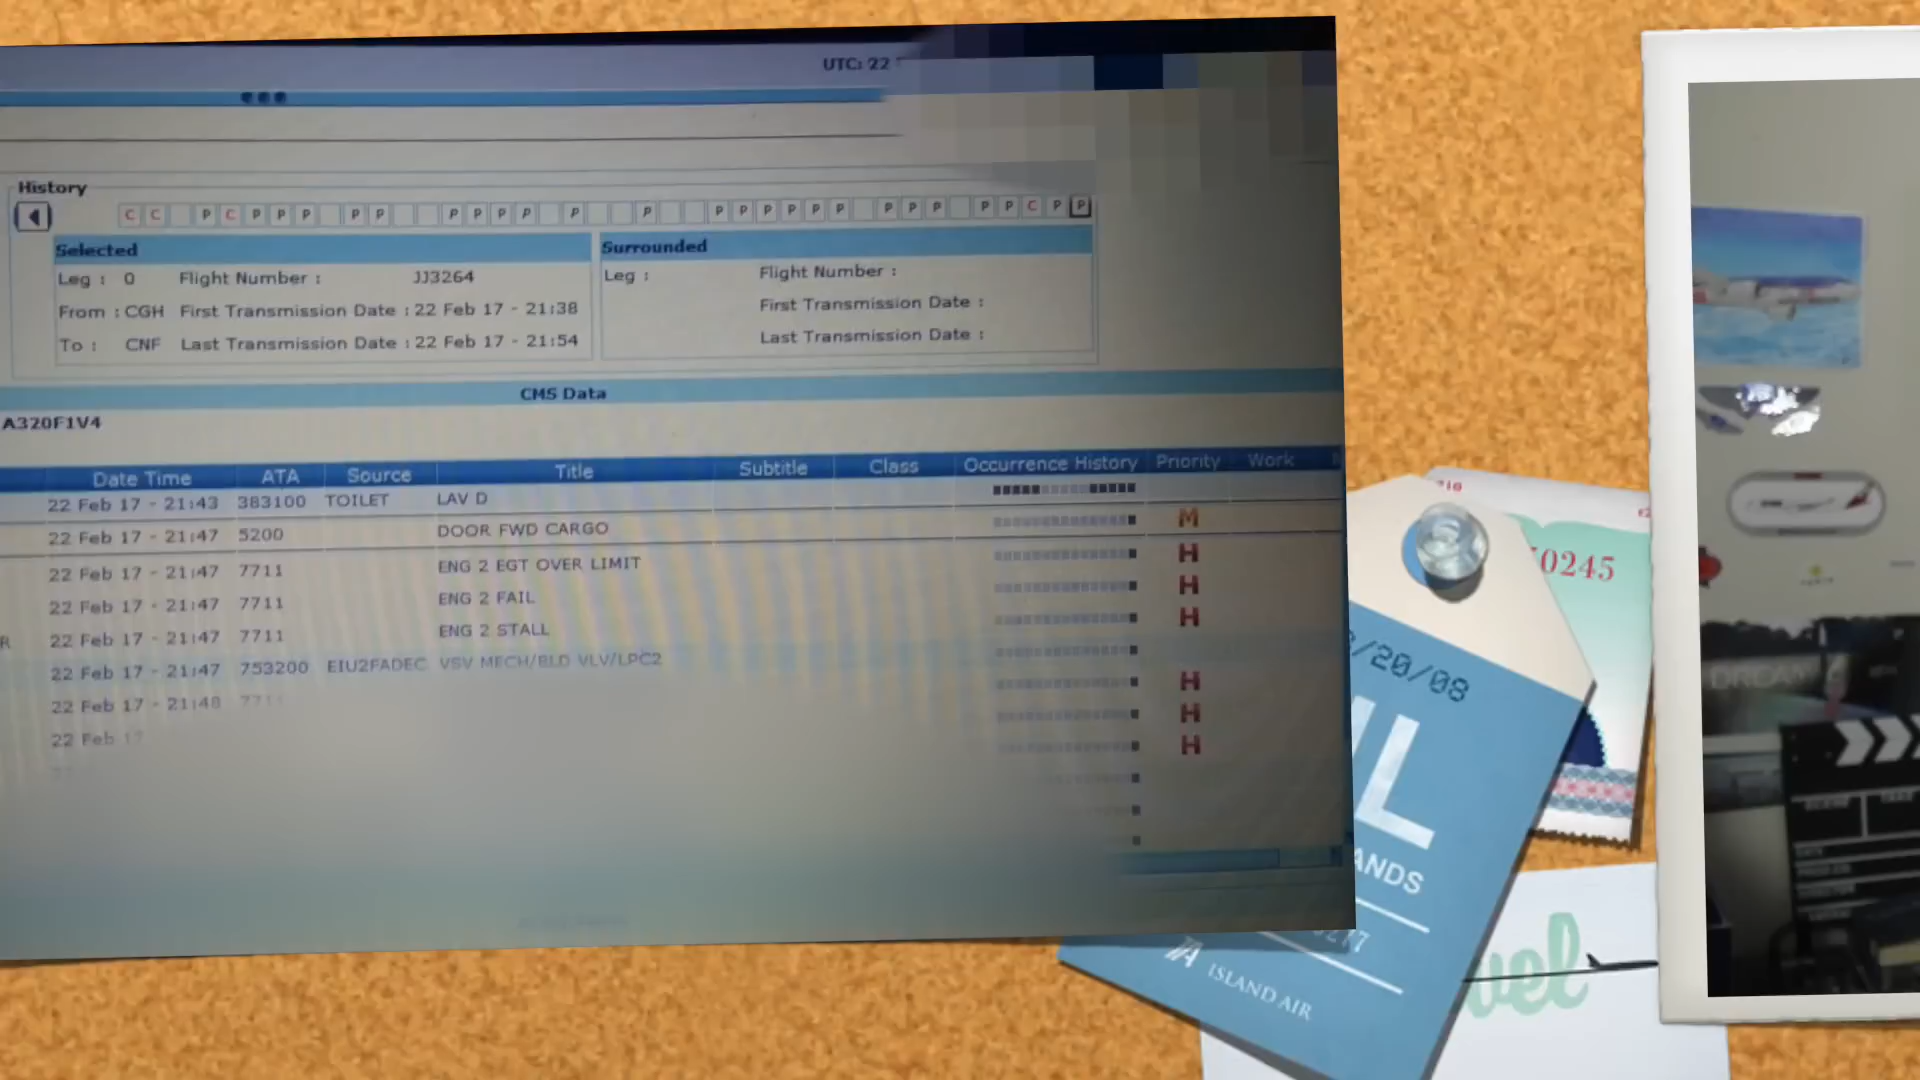 UTC: 22
History
C C P C P P P P P P P P P P P P P P P P P P P P P P P C P P
Selected
Leg : 0 Flight Number : JJ3264
From : CGH First Transmission Date : 22 Feb 17 - 21:38
To : CNF Last Transmission Date : 22 Feb 17 - 21:54
Surrounded
Leg : Flight Number :
First Transmission Date :
Last Transmission Date :
CMS Data
A320F1V4
Date Time ATA Source Title Subtitle Class Occurrence History Priority Work
22 Feb 17 - 21:43 383100 TOILET LAV D
22 Feb 17 - 21:47 5200 DOOR FWD CARGO M
22 Feb 17 - 21:47 7711 ENG 2 EGT OVER LIMIT H
22 Feb 17 - 21:47 7711 ENG 2 FAIL H
R 22 Feb 17 - 21:47 7711 ENG 2 STALL H
22 Feb 17 - 21:47 753200 EIU2FADEC VSV MECH/BLD VLV/LPC2
22 Feb 17 - 21:48 7711 H
22 Feb 17 H
H
0245
/20/08
IL
ANDS
ISLAND AIR
vel
DREAM